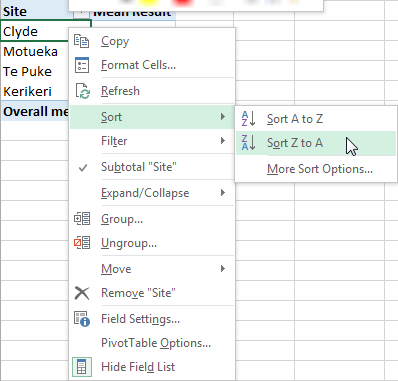 Site Mean Result
Clyde
Motueka
Te Puke
Kerikeri
Overall me
Copy
Format Cells...
Refresh
Sort
Filter
Subtotal "Site"
Expand/Collapse
Group...
Ungroup...
Move
Remove "Site"
Field Settings...
PivotTable Options...
Hide Field List
Sort A to Z
Sort Z to A
More Sort Options...